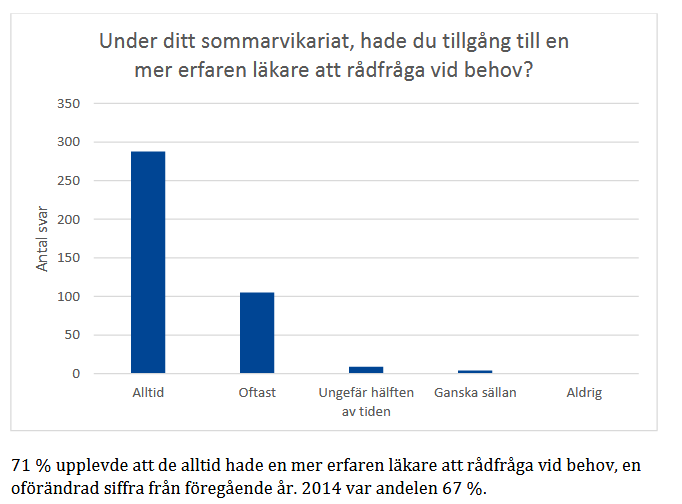 Under ditt sommarvikariat, hade du tillgång till en
mer erfaren läkare att rådfråga vid behov?
350
300
250
200
150
100
50
0
Antal svar
Alltid
Oftast
Ungefär hälften
av tiden
Ganska sällan
Aldrig
71 % upplevde att de alltid hade en mer erfaren läkare att rådfråga vid behov, en
oförändrad siffra från föregående år. 2014 var andelen 67 %.